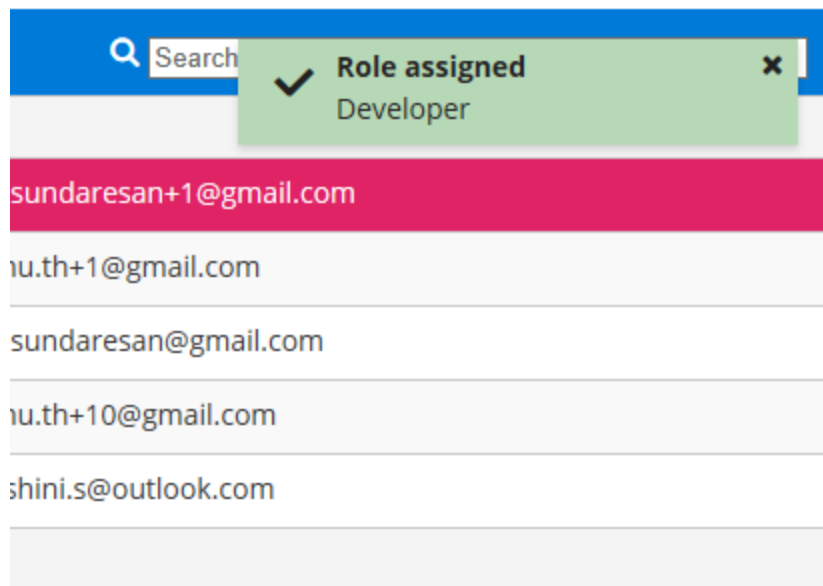 Search
Role assigned
Developer
sundaresan+1@gmail.com
nu.th+1@gmail.com
sundaresan@gmail.com
nu.th+10@gmail.com
shini.s@outlook.com